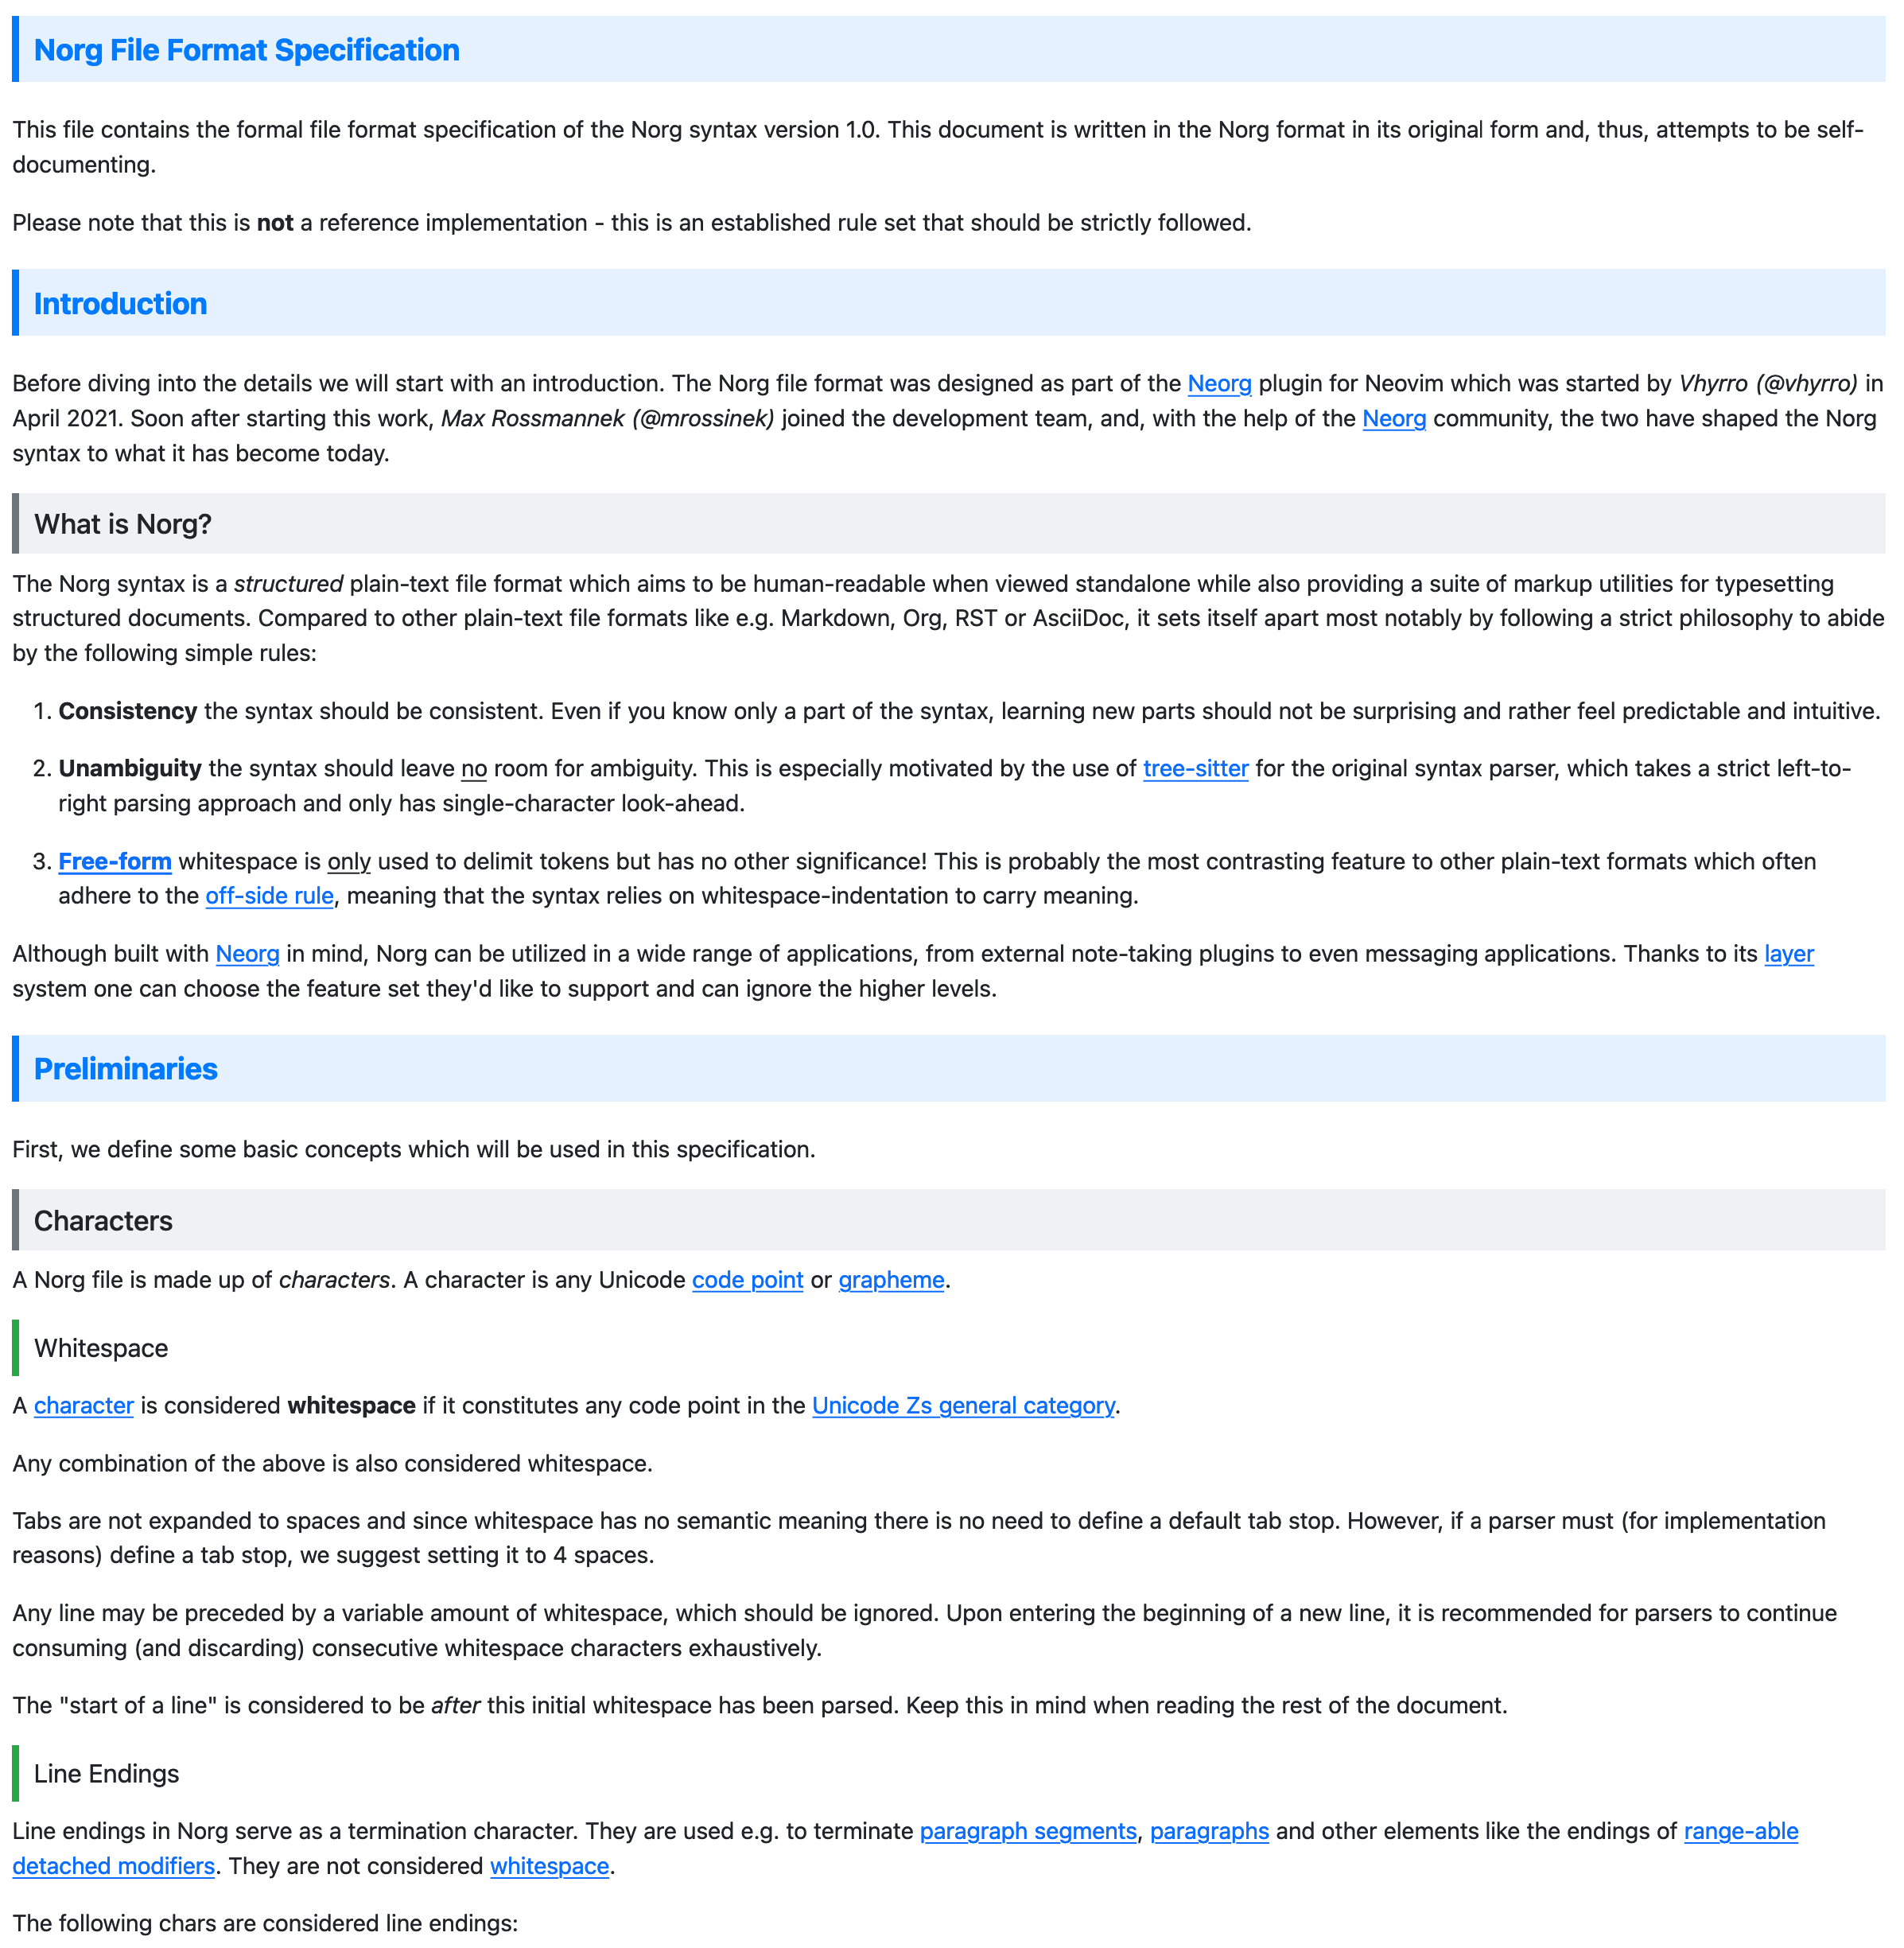 Norg File Format Specification
This file contains the formal file format specification of the Norg syntax version 1.0. This document is written in the Norg format in its original form and, thus, attempts to be self-
documenting.
Please note that this is not a reference implementation - this is an established rule set that should be strictly followed.
Introduction
Before diving into the details we will start with an introduction. The Norg file format was designed as part of the Neorg plugin for Neovim which was started by Vhyrro (@vhyrro) in
April 2021. Soon after starting this work, Max Rossmannek (@mrossinek) joined the development team, and, with the help of the Neorg community, the two have shaped the Norg
syntax to what it has become today.
What is Norg?
The Norg syntax is a structured plain-text file format which aims to be human-readable when viewed standalone while also providing a suite of markup utilities for typesetting
structured documents. Compared to other plain-text file formats like e.g. Markdown, Org, RST or AsciiDoc, it sets itself apart most notably by following a strict philosophy to abide
by the following simple rules:
1. Consistency the syntax should be consistent. Even if you know only a part of the syntax, learning new parts should not be surprising and rather feel predictable and intuitive.
2. Unambiguity the syntax should leave no room for ambiguity. This is especially motivated by the use of tree-sitter for the original syntax parser, which takes a strict left-to-
right parsing approach and only has single-character look-ahead.
3. Free-form whitespace is only used to delimit tokens but has no other significance! This is probably the most contrasting feature to other plain-text formats which often
adhere to the off-side rule, meaning that the syntax relies on whitespace-indentation to carry meaning.
Although built with Neorg in mind, Norg can be utilized in a wide range of applications, from external note-taking plugins to even messaging applications. Thanks to its layer
system one can choose the feature set they'd like to support and can ignore the higher levels.
Preliminaries
First, we define some basic concepts which will be used in this specification.
Characters
A Norg file is made up of characters. A character is any Unicode code point or grapheme.
Whitespace
A character is considered whitespace if it constitutes any code point in the Unicode Zs general category.
Any combination of the above is also considered whitespace.
Tabs are not expanded to spaces and since whitespace has no semantic meaning there is no need to define a default tab stop. However, if a parser must (for implementation
reasons) define a tab stop, we suggest setting it to 4 spaces.
Any line may be preceded by a variable amount of whitespace, which should be ignored. Upon entering the beginning of a new line, it is recommended for parsers to continue
consuming (and discarding) consecutive whitespace characters exhaustively.
The "start of a line" is considered to be after this initial whitespace has been parsed. Keep this in mind when reading the rest of the document.
Line Endings
Line endings in Norg serve as a termination character. They are used e.g. to terminate paragraph segments, paragraphs and other elements like the endings of range-able
detached modifiers. They are not considered whitespace.
The following chars are considered line endings: